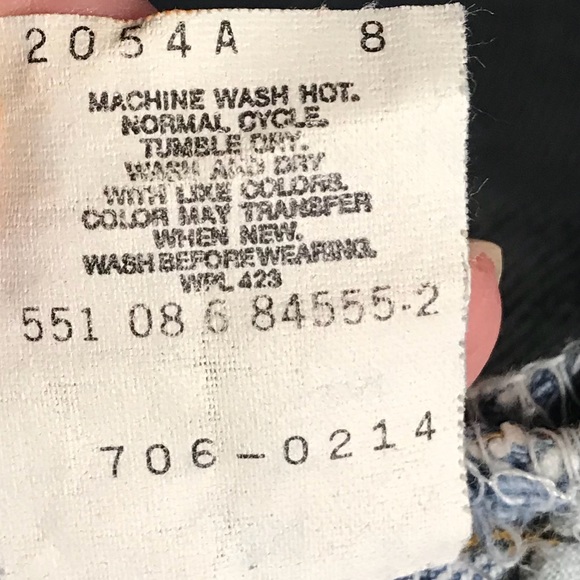 2054A 8
MACHINE WASH HOT.
NORMAL CYCLE.
TUMBLE DRY.
WASH AND DRY
WITH LIKE COLORS.
COLOR MAY TRANSFER
WHEN NEW.
WASH BEFORE WEARING.
WPL 423
551 08 6 84555-2
706-0214